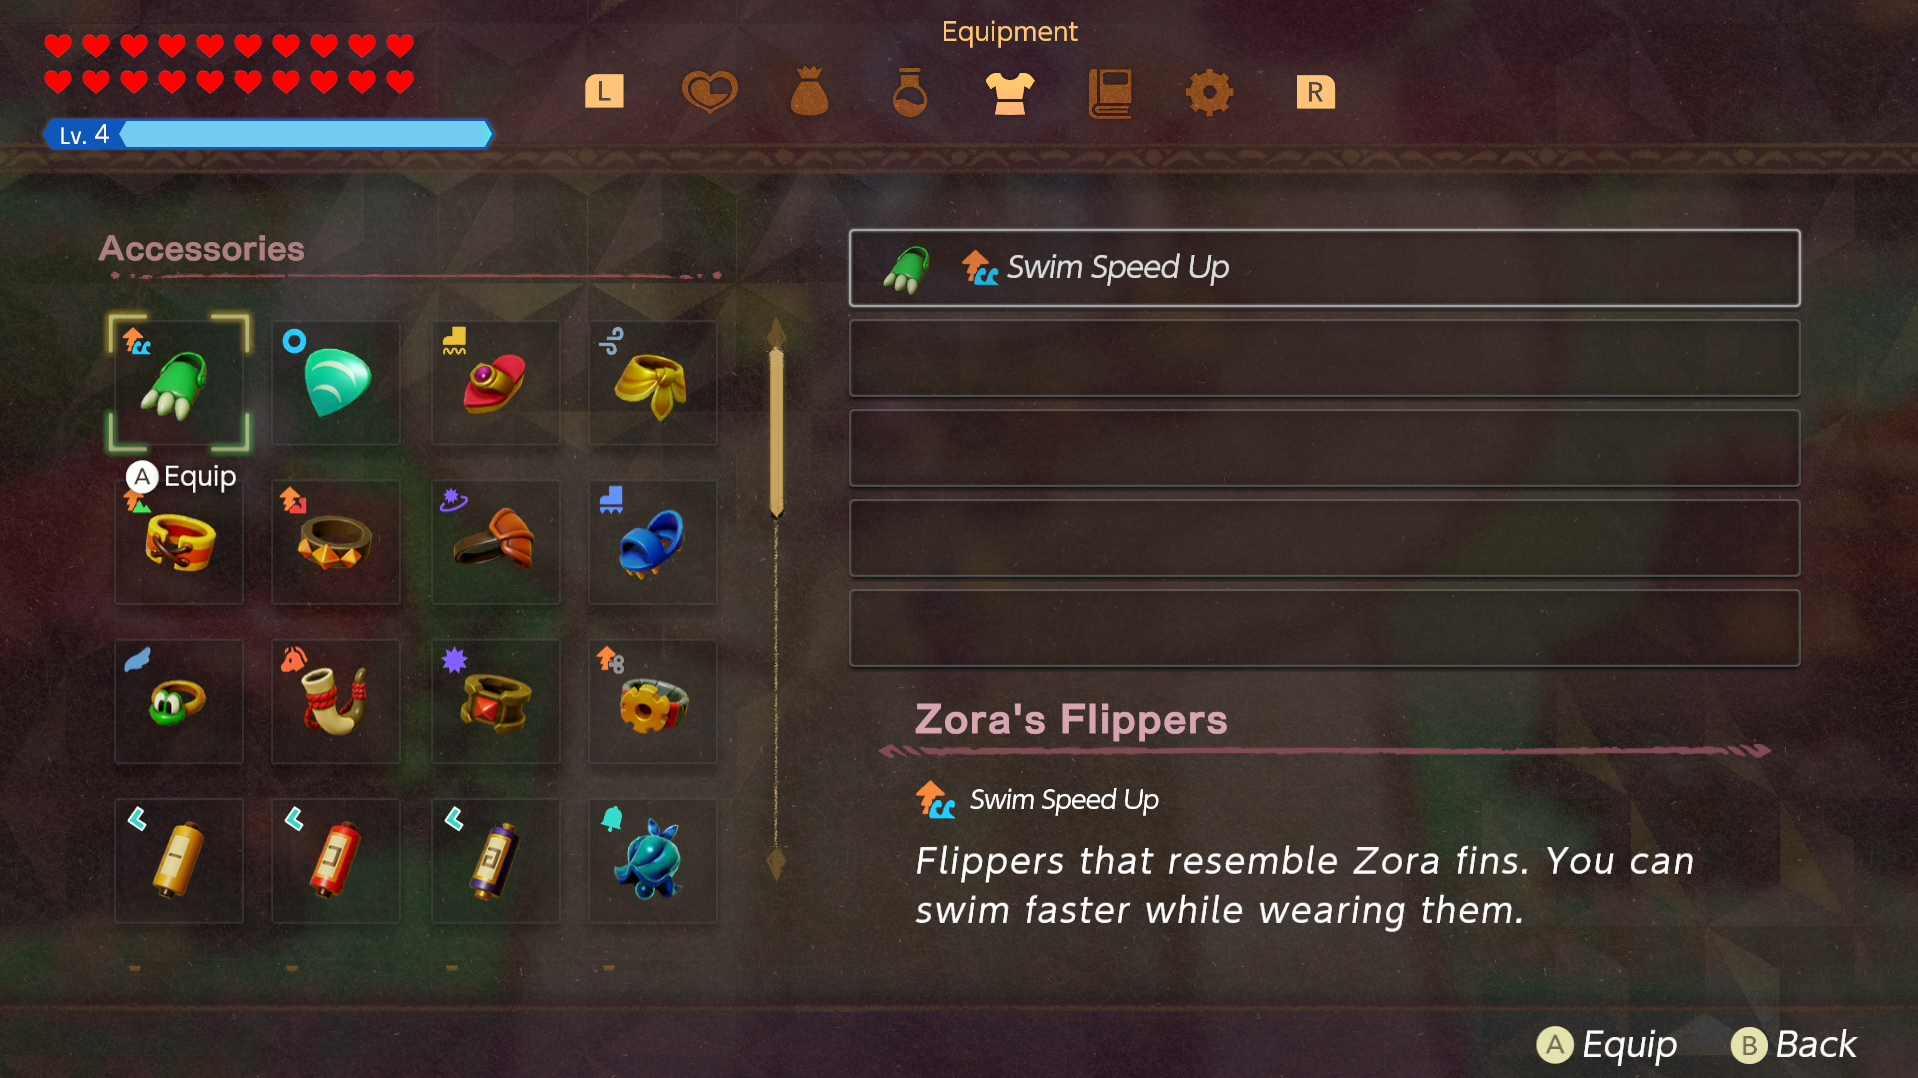 Equipment
L
R
Lv. 4
Accessories
Swim Speed Up
A Equip
Zora's Flippers
Swim Speed Up
Flippers that resemble Zora fins. You can
swim faster while wearing them.
A Equip B Back